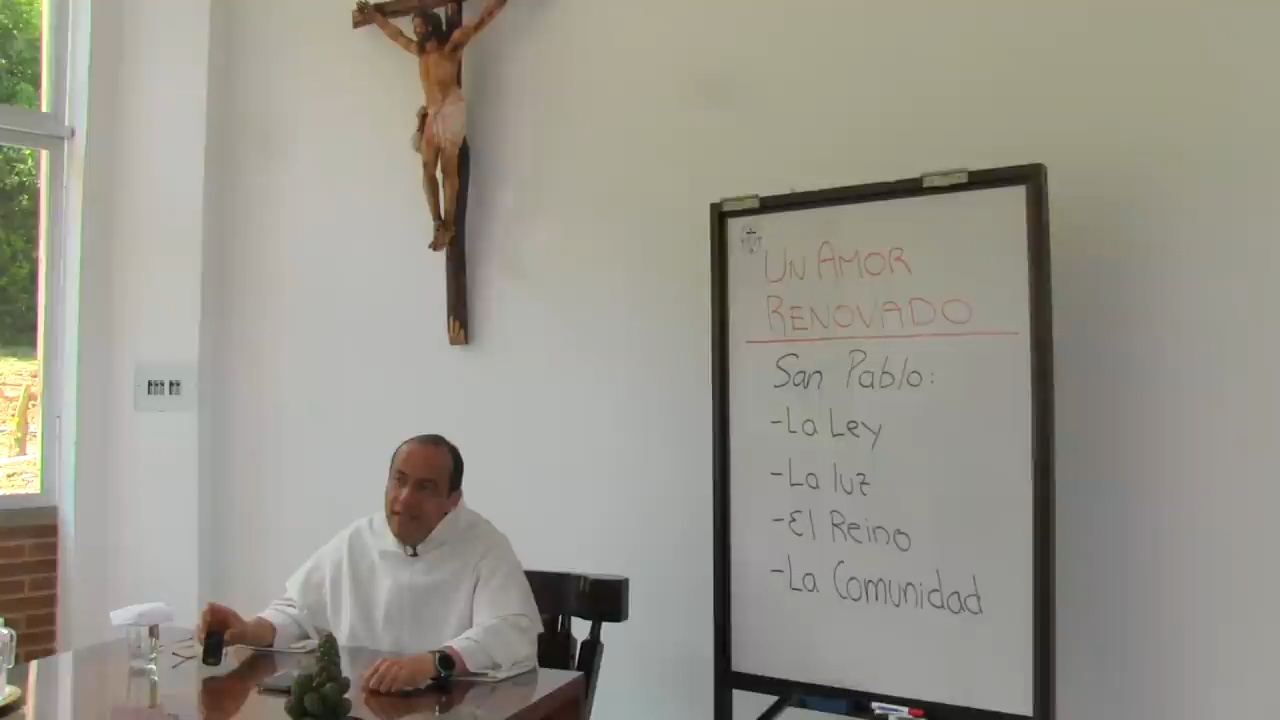 UN AMOR
RENOVADO
San Pablo:
-La Ley
-La luz
-El Reino
-La Comunidad